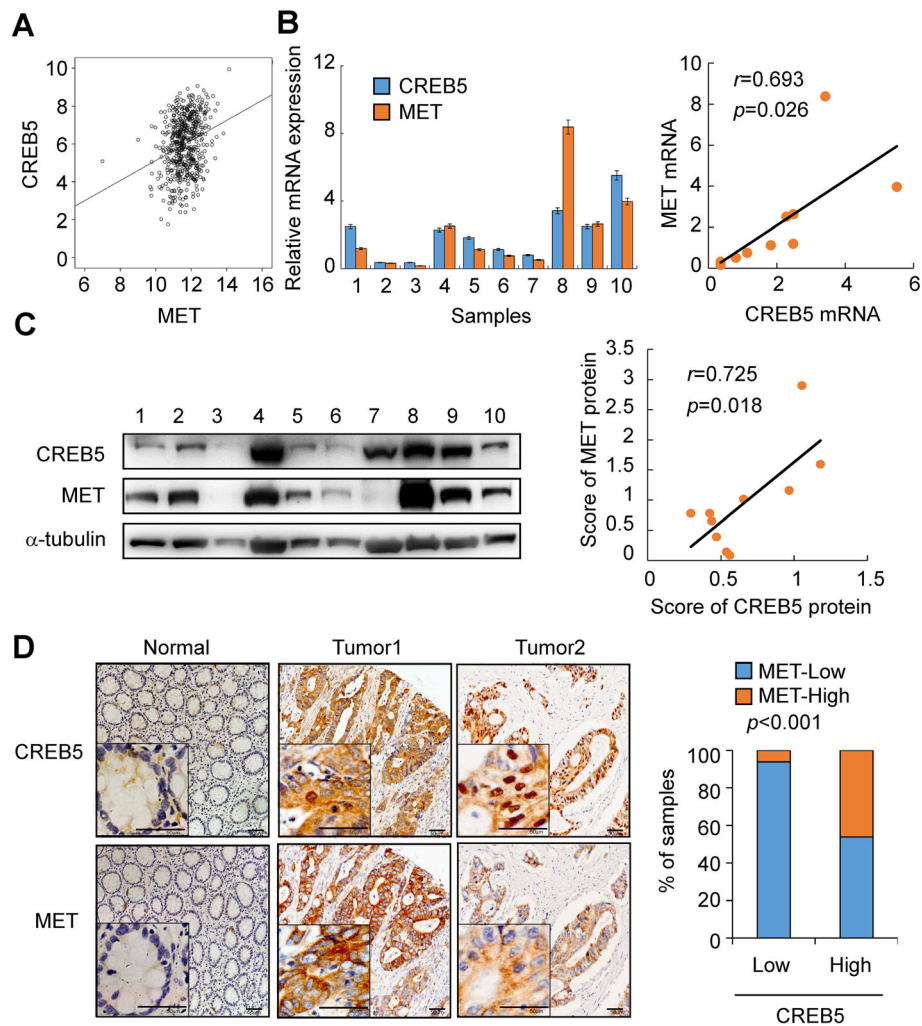 A
10
8
6
4
2
0
CREB5
6 8 10 12 14 16
MET
B
Relative mRNA expression
12
8
4
0
CREB5
MET
1 2 3 4 5 6 7 8 9 10
Samples
MET mRNA
10
8
6
4
2
0
r=0.693
p=0.026
2 4 6
CREB5 mRNA
C
1 2 3 4 5 6 7 8 9 10
CREB5
MET
α-tubulin
Score of MET protein
3.5
3
2
1.5
1
0.5
0
r=0.725
p=0.018
0 0.5 1 1.5
Score of CREB5 protein
D
Normal Tumor1 Tumor2
CREB5
MET
MET-Low
MET-High
p<0.001
% of samples
100
80
60
40
20
0
Low High
CREB5